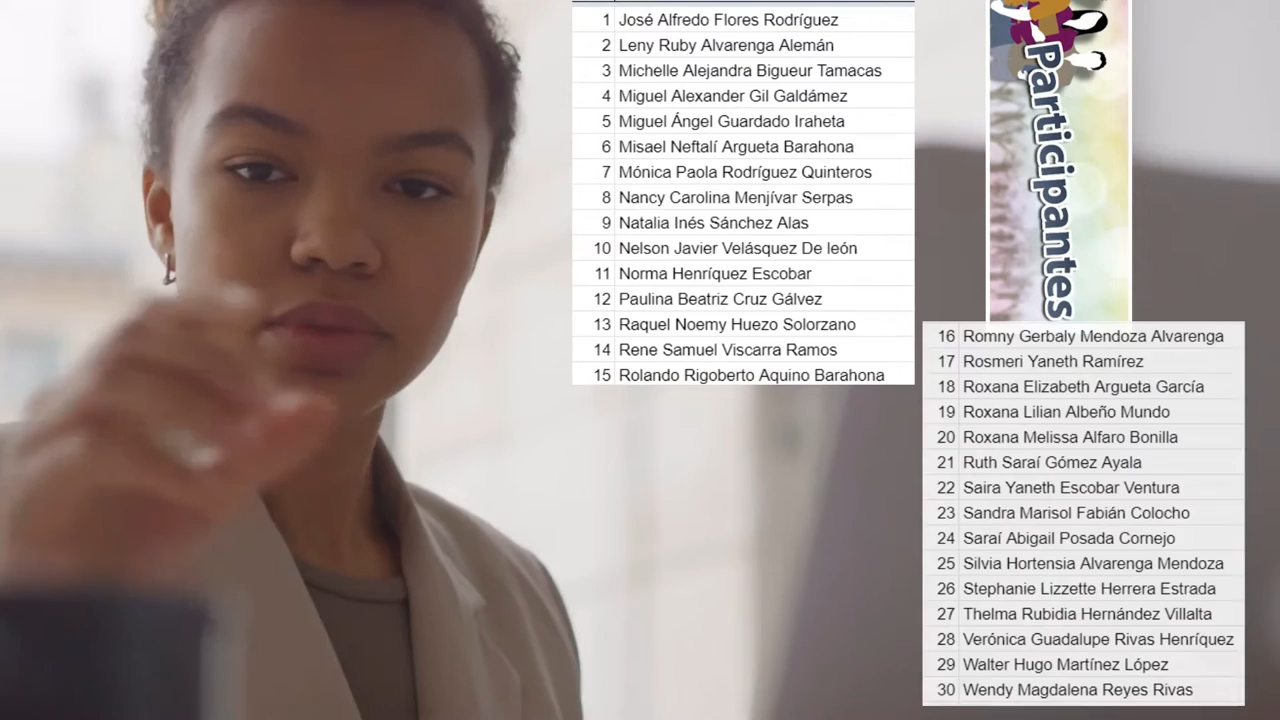 1 José Alfredo Flores Rodríguez
2 Leny Ruby Alvarenga Alemán
3 Michelle Alejandra Bigueur Tamacas
4 Miguel Alexander Gil Galdámez
5 Miguel Ángel Guardado Iraheta
6 Misael Neftalí Argueta Barahona
7 Mónica Paola Rodríguez Quinteros
8 Nancy Carolina Menjívar Serpas
9 Natalia Inés Sánchez Alas
10 Nelson Javier Velásquez De león
11 Norma Henríquez Escobar
12 Paulina Beatriz Cruz Gálvez
13 Raquel Noemy Huezo Solorzano
14 Rene Samuel Viscarra Ramos
15 Rolando Rigoberto Aquino Barahona
Participantes
16 Romny Gerbaly Mendoza Alvarenga
17 Rosmeri Yaneth Ramírez
18 Roxana Elizabeth Argueta García
19 Roxana Lilian Albeño Mundo
20 Roxana Melissa Alfaro Bonilla
21 Ruth Saraí Gómez Ayala
22 Saira Yaneth Escobar Ventura
23 Sandra Marisol Fabián Colocho
24 Saraí Abigail Posada Cornejo
25 Silvia Hortensia Alvarenga Mendoza
26 Stephanie Lizzette Herrera Estrada
27 Thelma Rubidia Hernández Villalta
28 Verónica Guadalupe Rivas Henríquez
29 Walter Hugo Martínez López
30 Wendy Magdalena Reyes Rivas